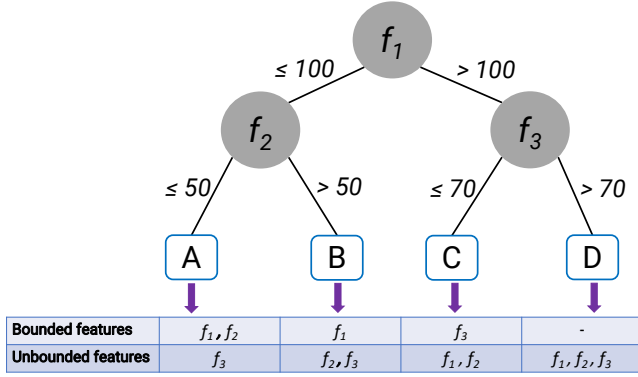 f1
≤ 100 > 100
f2 f3
≤ 50 > 50 ≤ 70 > 70
A B C D
Bounded features f1, f2 f1 f3 -
Unbounded features f3 f2, f3 f1, f2 f1, f2, f3